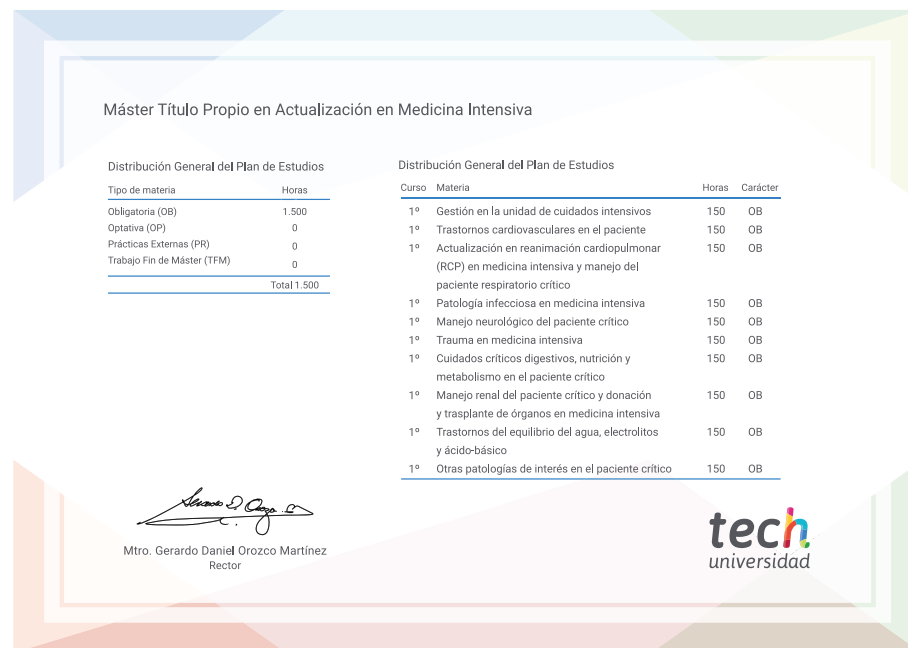 Máster Título Propio en Actualización en Medicina Intensiva
Distribución General del Plan de Estudios
Tipo de materia Horas
Obligatoria (OB) 1.500
Optativa (OP) 0
Prácticas Externas (PR) 0
Trabajo Fin de Máster (TFM) 0
Total 1.500
Distribución General del Plan de Estudios
Curso Materia Horas Carácter
1º Gestión en la unidad de cuidados intensivos 150 OB
1º Trastornos cardiovasculares en el paciente 150 OB
1º Actualización en reanimación cardiopulmonar 150 OB
(RCP) en medicina intensiva y manejo del
paciente respiratorio crítico
1º Patología infecciosa en medicina intensiva 150 OB
1º Manejo neurológico del paciente crítico 150 OB
1º Trauma en medicina intensiva 150 OB
1º Cuidados críticos digestivos, nutrición y 150 OB
metabolismo en el paciente crítico
1º Manejo renal del paciente crítico y donación 150 OB
y trasplante de órganos en medicina intensiva
1º Trastornos del equilibrio del agua, electrolitos 150 OB
y ácido-básico
1º Otras patologías de interés en el paciente crítico 150 OB
Mtro. Gerardo Daniel Orozco Martínez
Rector
tech
universidad